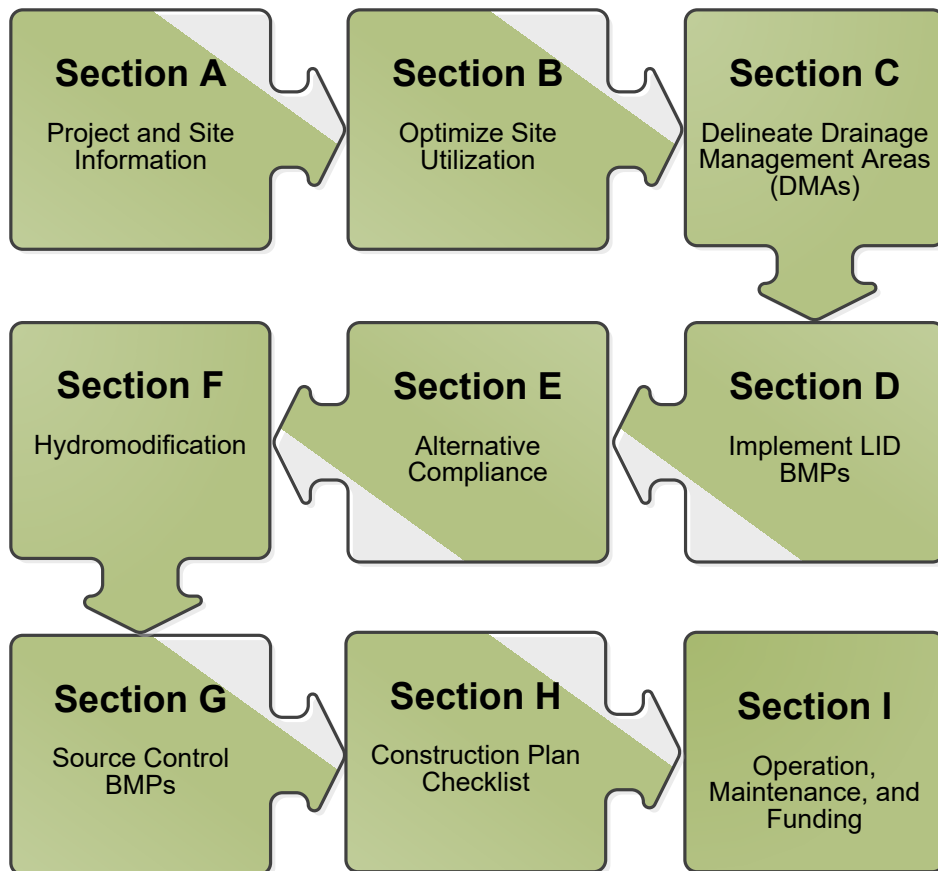 Section A
Project and Site
Information
Section B
Optimize Site
Utilization
Section C
Delineate Drainage
Management Areas
(DMAs)
Section D
Implement LID
BMPs
Section E
Alternative
Compliance
Section F
Hydromodification
Section G
Source Control
BMPs
Section H
Construction Plan
Checklist
Section I
Operation,
Maintenance, and
Funding